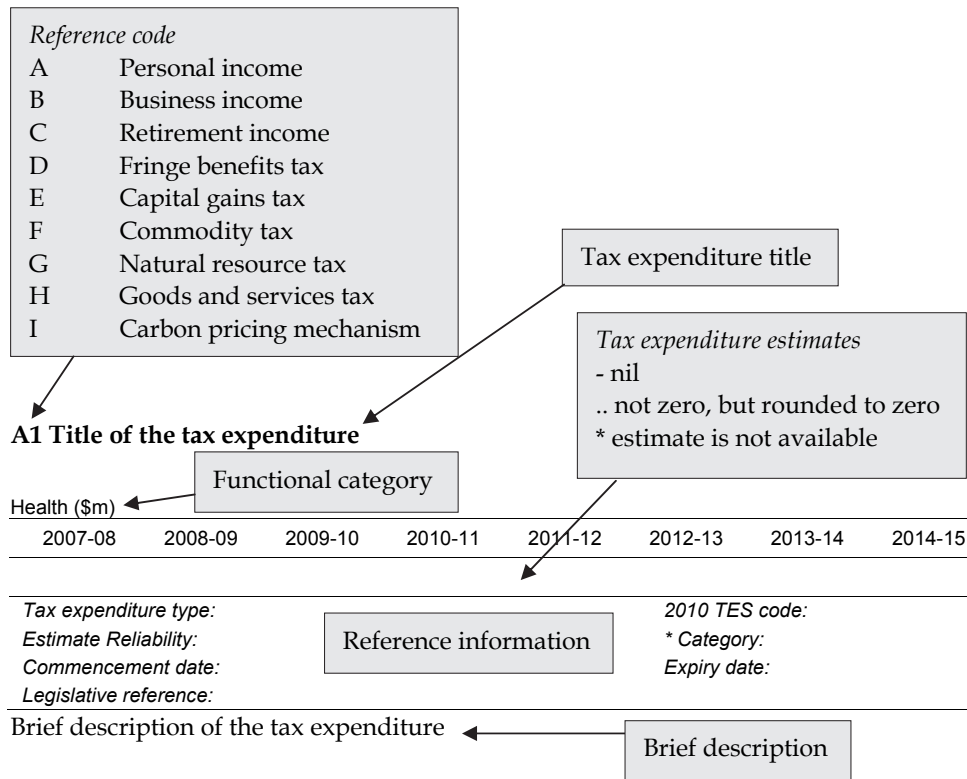 Reference code
A Personal income
B Business income
C Retirement income
D Fringe benefits tax
E Capital gains tax
F Commodity tax
G Natural resource tax
H Goods and services tax
I Carbon pricing mechanism
Tax expenditure title
Tax expenditure estimates
- nil
.. not zero, but rounded to zero
* estimate is not available
A1 Title of the tax expenditure
Functional category
Health ($m)
2007-08 2008-09 2009-10 2010-11 2011-12 2012-13 2013-14 2014-15
Tax expenditure type: 2010 TES code:
Estimate Reliability: * Category:
Reference information
Commencement date: Expiry date:
Legislative reference:
Brief description of the tax expenditure
Brief description